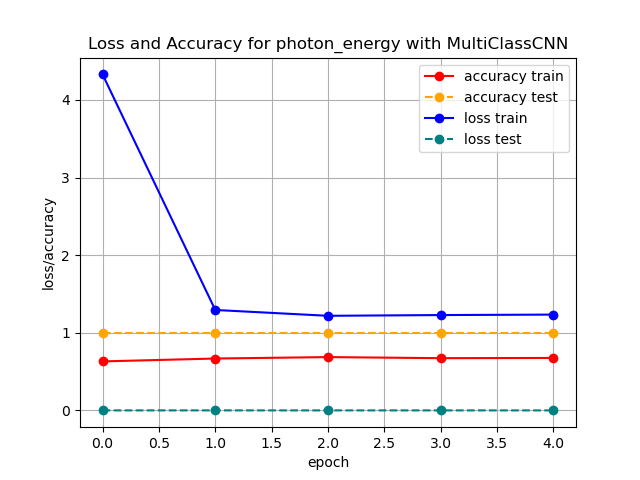 Loss and Accuracy for photon_energy with MultiClassCNN
accuracy train
accuracy test
loss train
loss test
4
3
2
1
0
loss/accuracy
0.0 0.5 1.0 1.5 2.0 2.5 3.0 3.5 4.0
epoch